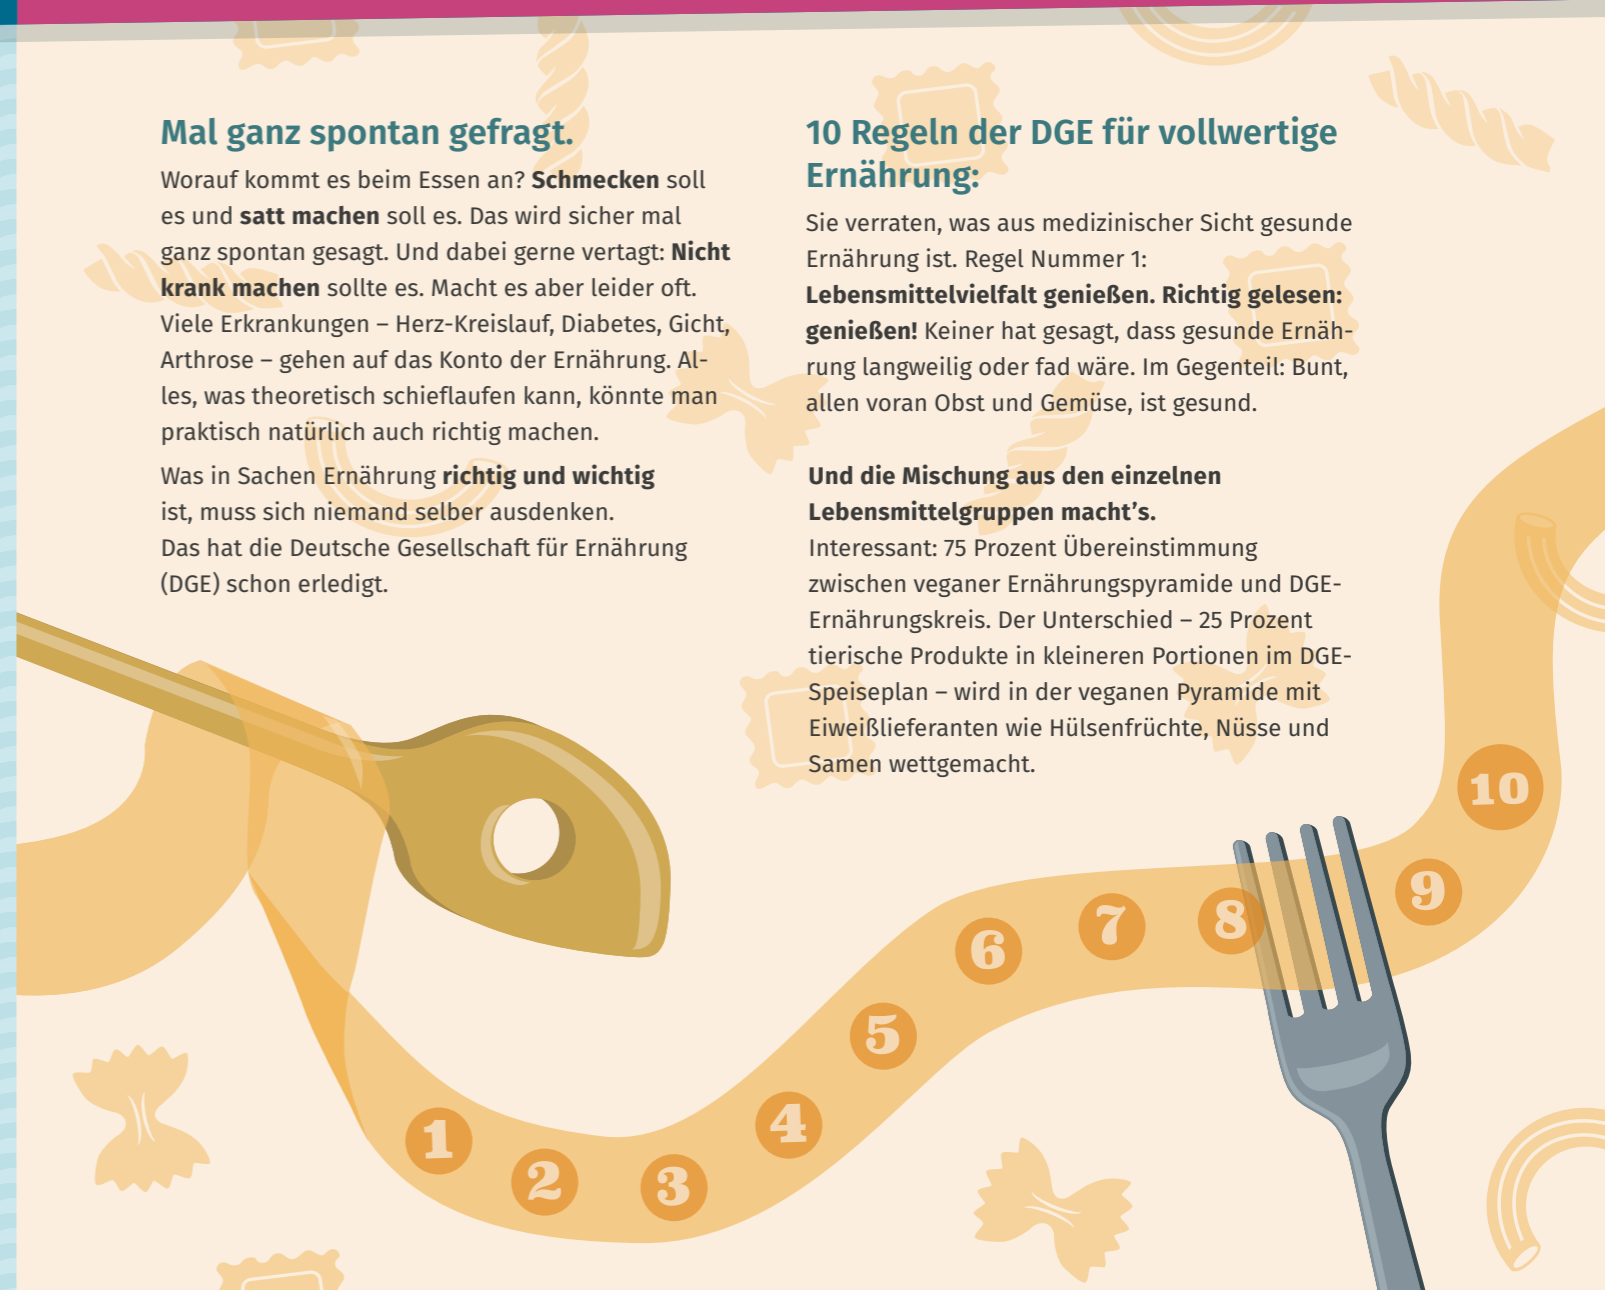 Mal ganz spontan gefragt.
Worauf kommt es beim Essen an? Schmecken soll
es und satt machen soll es. Das wird sicher mal
ganz spontan gesagt. Und dabei gerne vertagt: Nicht
krank machen sollte es. Macht es aber leider oft.
Viele Erkrankungen – Herz-Kreislauf, Diabetes, Gicht,
Arthrose – gehen auf das Konto der Ernährung. Al-
les, was theoretisch schieflaufen kann, könnte man
praktisch natürlich auch richtig machen.
Was in Sachen Ernährung richtig und wichtig
ist, muss sich niemand selber ausdenken.
Das hat die Deutsche Gesellschaft für Ernährung
(DGE) schon erledigt.
10 Regeln der DGE für vollwertige
Ernährung:
Sie verraten, was aus medizinischer Sicht gesunde
Ernährung ist. Regel Nummer 1:
Lebensmittelvielfalt genießen. Richtig gelesen:
genießen! Keiner hat gesagt, dass gesunde Ernäh-
rung langweilig oder fad wäre. Im Gegenteil: Bunt,
allen voran Obst und Gemüse, ist gesund.
Und die Mischung aus den einzelnen
Lebensmittelgruppen macht’s.
Interessant: 75 Prozent Übereinstimmung
zwischen veganer Ernährungspyramide und DGE-
Ernährungskreis. Der Unterschied – 25 Prozent
tierische Produkte in kleineren Portionen im DGE-
Speiseplan – wird in der veganen Pyramide mit
Eiweißlieferanten wie Hülsenfrüchte, Nüsse und
Samen wettgemacht.
1
2
3
4
5
6
7
8
9
10